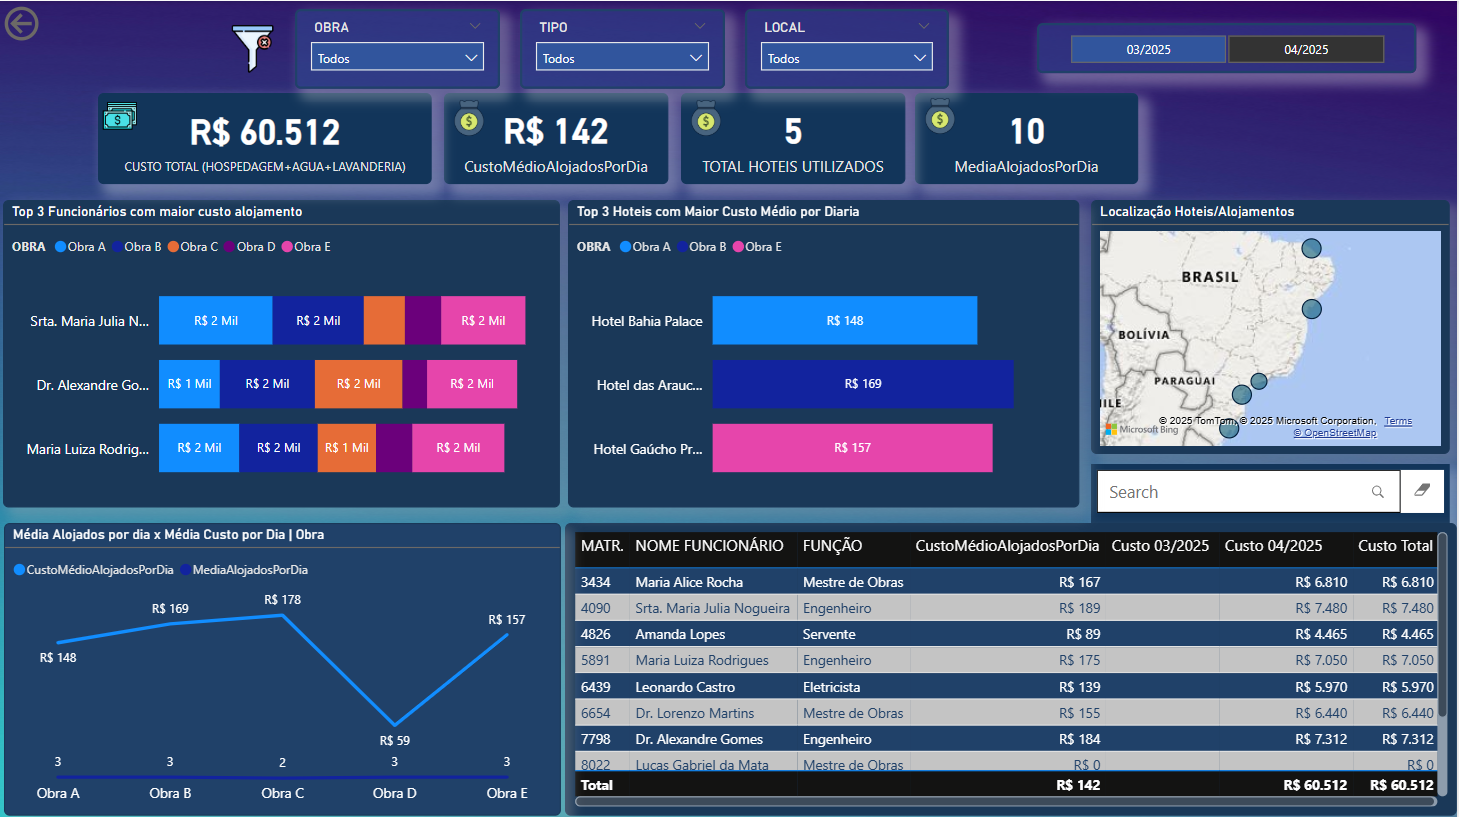 OBRA
Todos
TIPO
Todos
LOCAL
Todos
03/2025
04/2025
R$ 60.512
CUSTO TOTAL (HOSPEDAGEM+AGUA+LAVANDERIA)
R$ 142
CustoMédioAlojadosPorDia
5
TOTAL HOTEIS UTILIZADOS
10
MediaAlojadosPorDia
Top 3 Funcionários com maior custo alojamento
OBRA Obra A Obra B Obra C Obra D Obra E
Srta. Maria Julia N... R$ 2 Mil R$ 2 Mil R$ 2 Mil
Dr. Alexandre Go... R$ 1 Mil R$ 2 Mil R$ 2 Mil R$ 2 Mil
Maria Luiza Rodrig... R$ 2 Mil R$ 2 Mil R$ 1 Mil R$ 2 Mil
Top 3 Hoteis com Maior Custo Médio por Diaria
OBRA Obra A Obra B Obra E
Hotel Bahia Palace R$ 148
Hotel das Arauc... R$ 169
Hotel Gaúcho Pr... R$ 157
Localização Hoteis/Alojamentos
BRASIL
BOLÍVIA
PARAGUAI
ILE
© 2025 TomTom, © 2025 Microsoft Corporation, Terms
Microsoft Bing
© OpenStreetMap
Search
Média Alojados por dia x Média Custo por Dia | Obra
CustoMédioAlojadosPorDia MediaAlojadosPorDia
R$ 148
R$ 169
R$ 178
R$ 59
R$ 157
3 3 2 3 3
Obra A Obra B Obra C Obra D Obra E
MATR. NOME FUNCIONÁRIO FUNÇÃO CustoMédioAlojadosPorDia Custo 03/2025 Custo 04/2025 Custo Total
3434 Maria Alice Rocha Mestre de Obras R$ 167 R$ 6.810 R$ 6.810
4090 Srta. Maria Julia Nogueira Engenheiro R$ 189 R$ 7.480 R$ 7.480
4826 Amanda Lopes Servente R$ 89 R$ 4.465 R$ 4.465
5891 Maria Luiza Rodrigues Engenheiro R$ 175 R$ 7.050 R$ 7.050
6439 Leonardo Castro Eletricista R$ 139 R$ 5.970 R$ 5.970
6654 Dr. Lorenzo Martins Mestre de Obras R$ 155 R$ 6.440 R$ 6.440
7798 Dr. Alexandre Gomes Engenheiro R$ 184 R$ 7.312 R$ 7.312
8022 Lucas Gabriel da Mata Mestre de Obras R$ 0 R$ 0
Total R$ 142 R$ 60.512 R$ 60.512